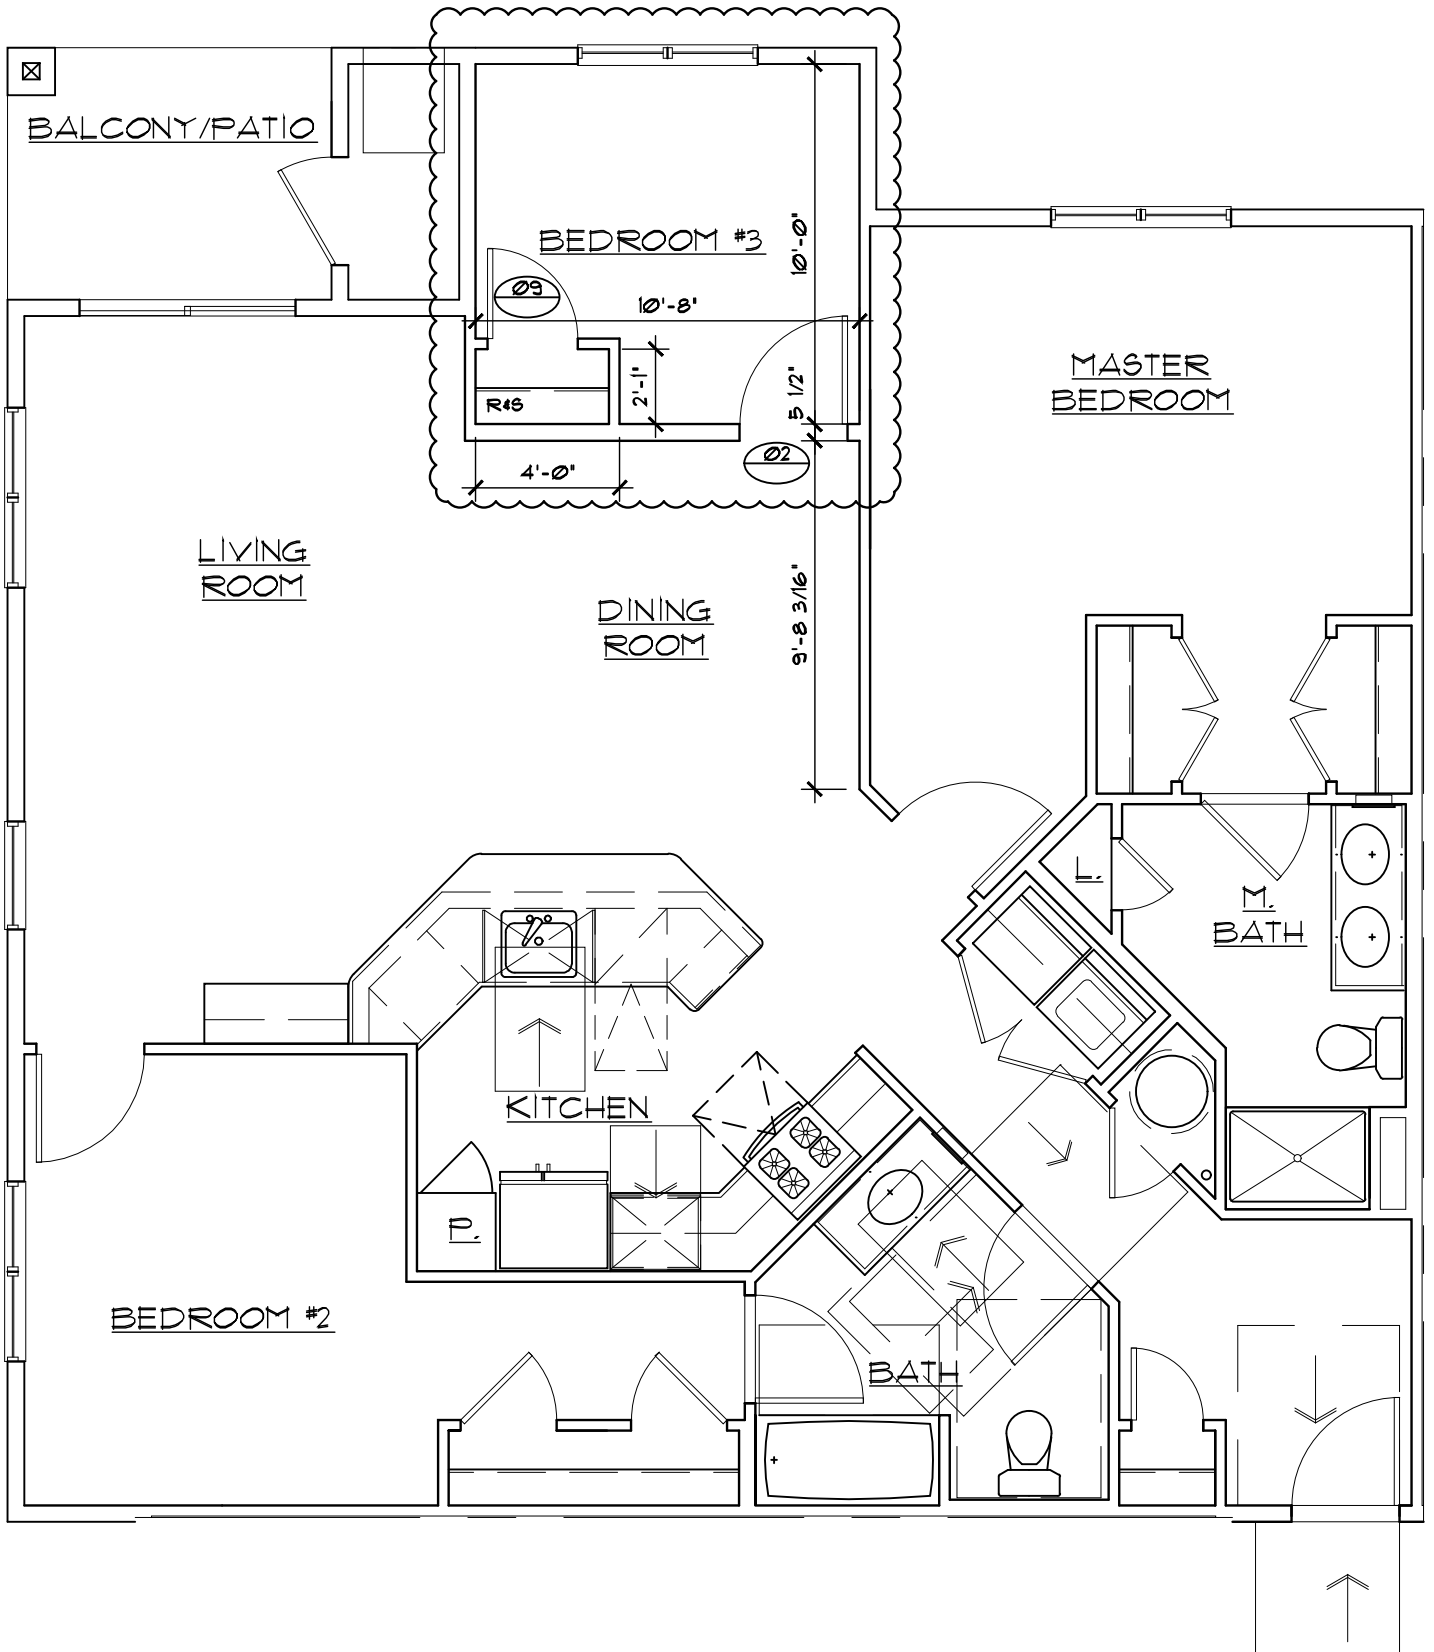 BALCONY/PATIO
BEDROOM #3
10'-0"
09
10'-8"
2'-1"
5 1/2"
R&S
02
4'-0"
MASTER
BEDROOM
LIVING
ROOM
DINING
ROOM
9'-8 3/16"
L.
M.
BATH
KITCHEN
P.
BEDROOM #2
BATH